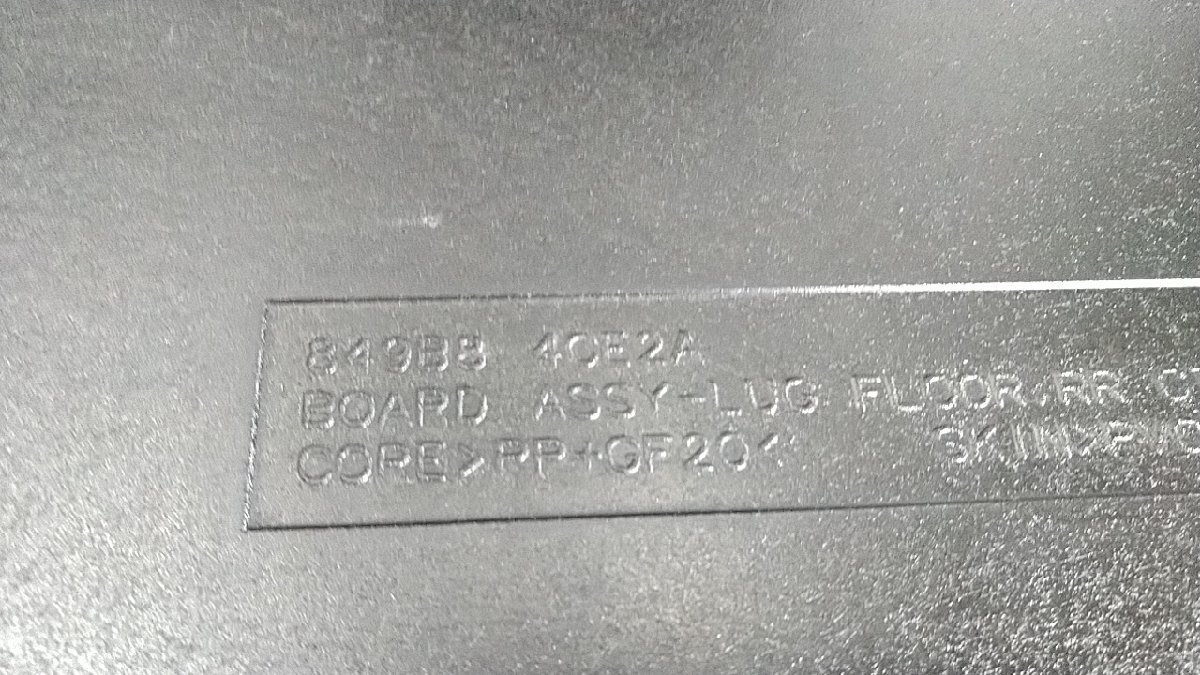 849B8 4CE2A
BOARD ASSY-LUG FLOOR,RR
CORE>PP+GF20<